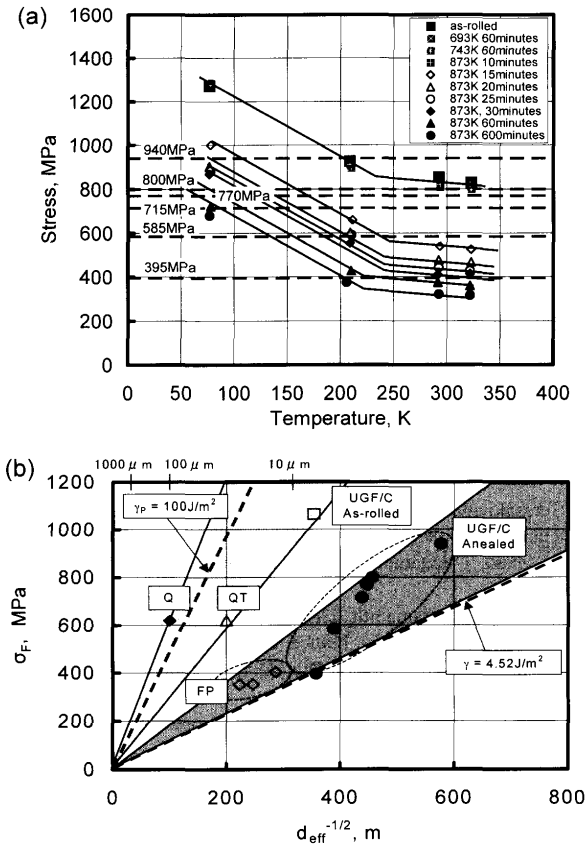 (a)
1600
1400
1200
1000
800
600
400
200
0
Stress, MPa
as-rolled
693K 60minutes
743K 60minutes
873K 10minutes
873K 15minutes
873K 20minutes
873K 25minutes
873K, 30minutes
873K 60minutes
873K 600minutes
940MPa
800MPa
770MPa
715MPa
585MPa
395MPa
0 50 100 150 200 250 300 350 400
Temperature, K
(b)
1000 μm 100 μm 10 μm
1200
1000
800
600
400
200
0
σF, MPa
γP = 100J/m²
UGF/C
As-rolled
UGF/C
Anealed
Q
QT
FP
γ = 4.52J/m²
0 200 400 600 800
deff⁻¹/², m